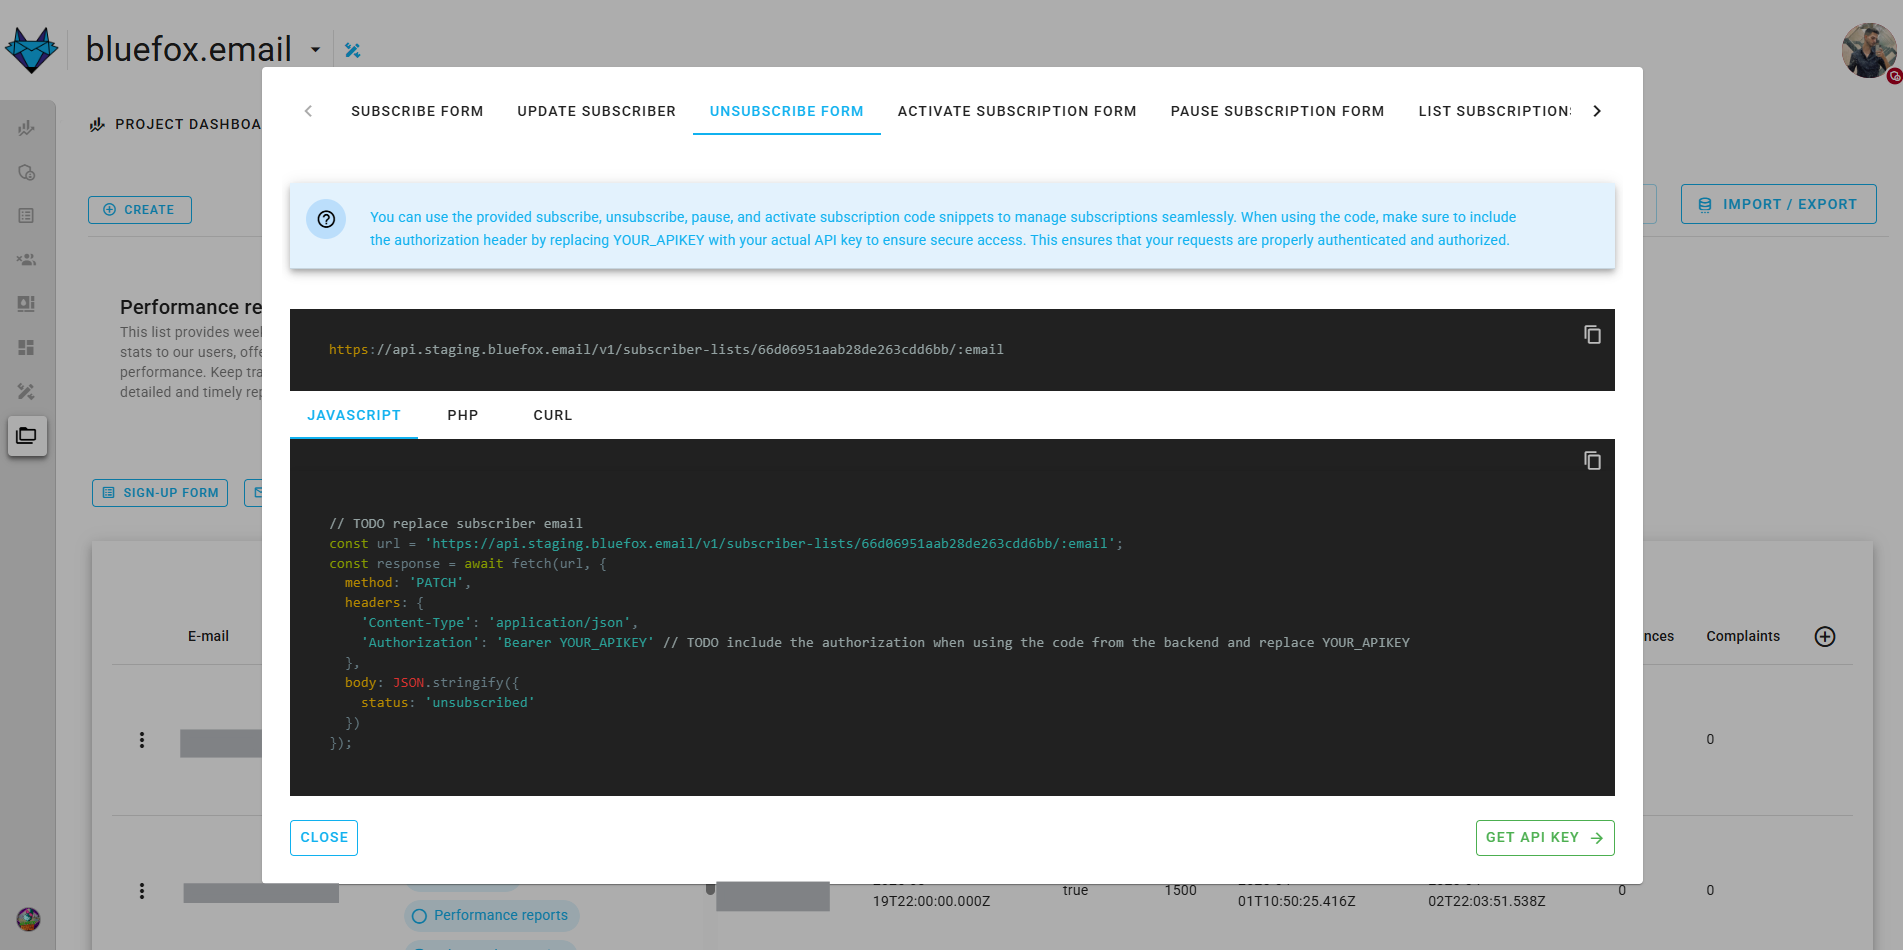 bluefox.email
SUBSCRIBE FORM
UPDATE SUBSCRIBER
UNSUBSCRIBE FORM
ACTIVATE SUBSCRIPTION FORM
PAUSE SUBSCRIPTION FORM
LIST SUBSCRIPTION
PROJECT DASHBOA
CREATE
IMPORT / EXPORT
You can use the provided subscribe, unsubscribe, pause, and activate subscription code snippets to manage subscriptions seamlessly. When using the code, make sure to include
the authorization header by replacing YOUR_APIKEY with your actual API key to ensure secure access. This ensures that your requests are properly authenticated and authorized.
Performance re
This list provides weel
stats to our users, offe
performance. Keep tra
detailed and timely rep
https://api.staging.bluefox.email/v1/subscriber-lists/66d06951aab28de263cdd6bb/:email
JAVASCRIPT
PHP
CURL
SIGN-UP FORM
// TODO replace subscriber email
const url = 'https://api.staging.bluefox.email/v1/subscriber-lists/66d06951aab28de263cdd6bb/:email';
const response = await fetch(url, {
  method: 'PATCH',
  headers: {
    'Content-Type': 'application/json',
    'Authorization': 'Bearer YOUR_APIKEY' // TODO include the authorization when using the code from the backend and replace YOUR_APIKEY
  },
  body: JSON.stringify({
    status: 'unsubscribed'
  })
});
E-mail
nces
Complaints
0
CLOSE
GET API KEY
19T22:00:00.000Z
true
1500
01T10:50:25.416Z
02T22:03:51.538Z
0
0
Performance reports